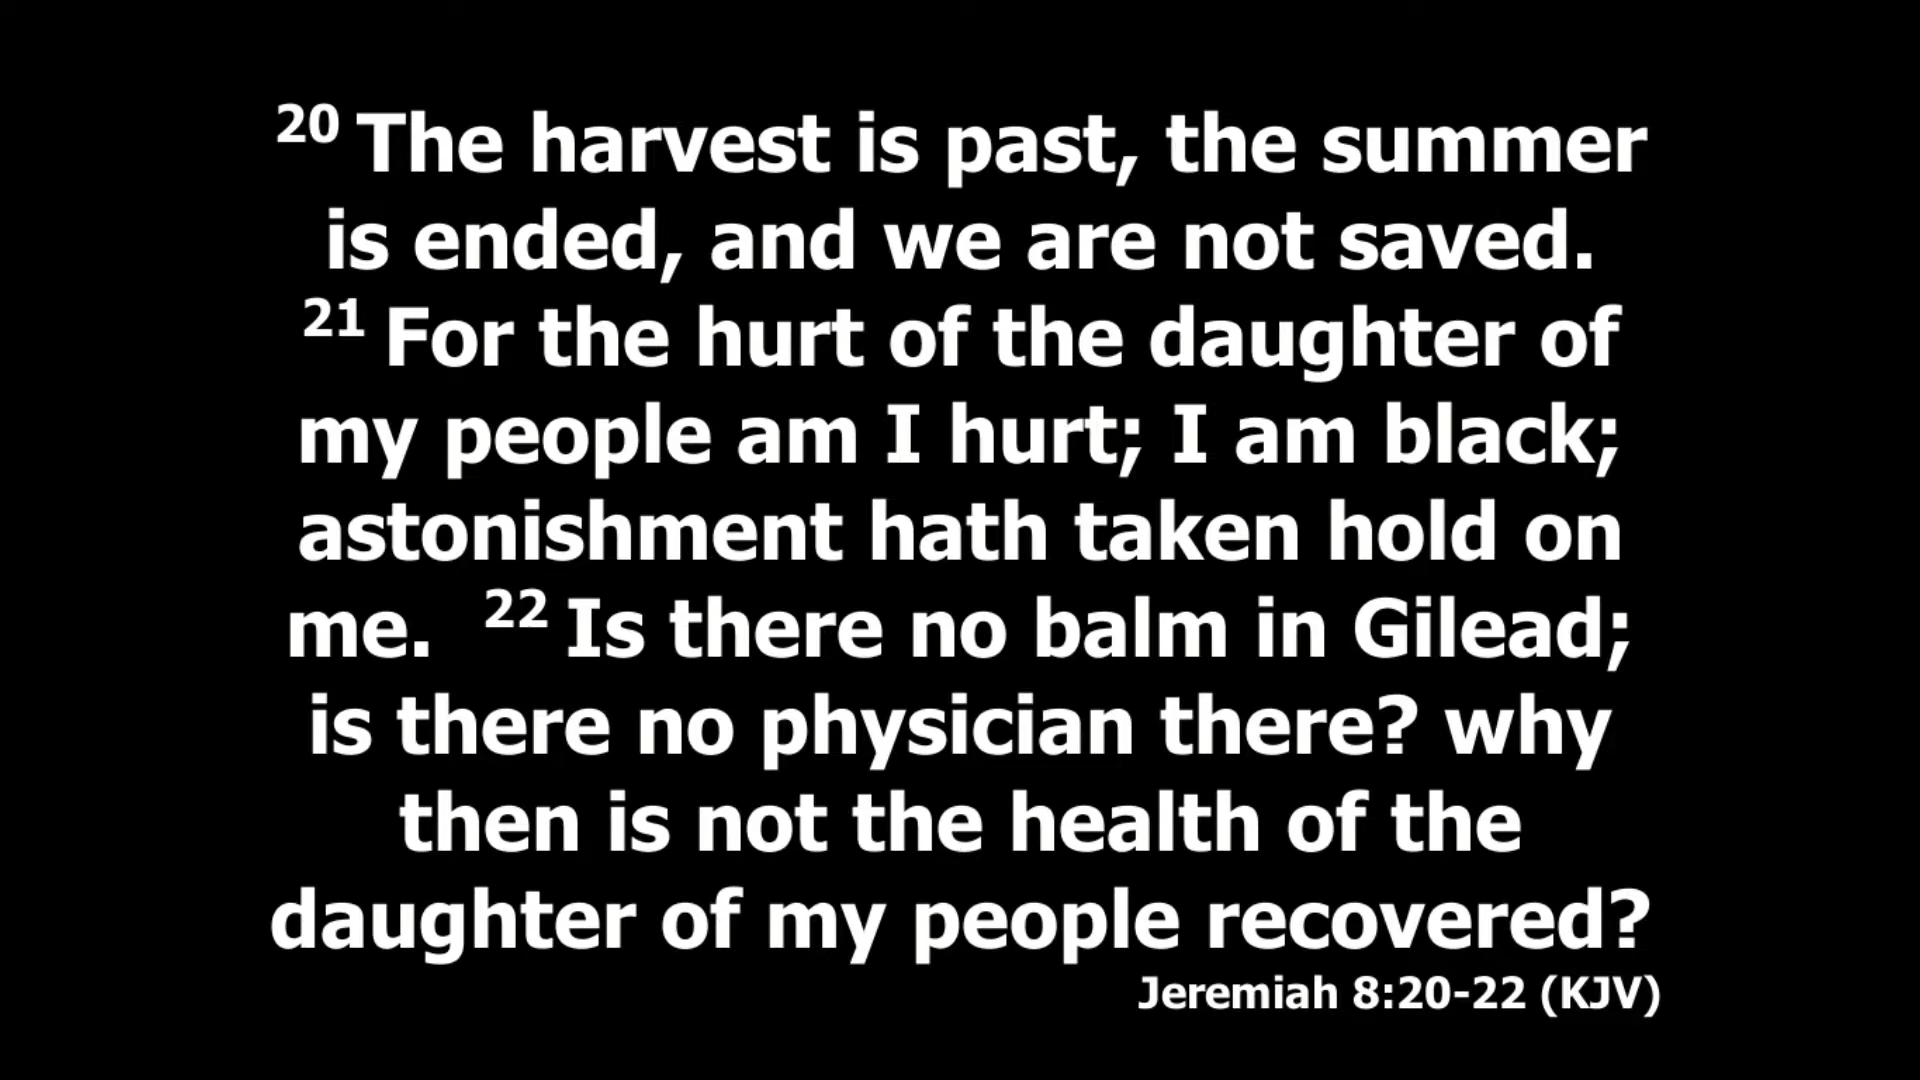 20 The harvest is past, the summer
is ended, and we are not saved.
21 For the hurt of the daughter of
my people am I hurt; I am black;
astonishment hath taken hold on
me. 22 Is there no balm in Gilead;
is there no physician there? why
then is not the health of the
daughter of my people recovered?
Jeremiah 8:20-22 (KJV)